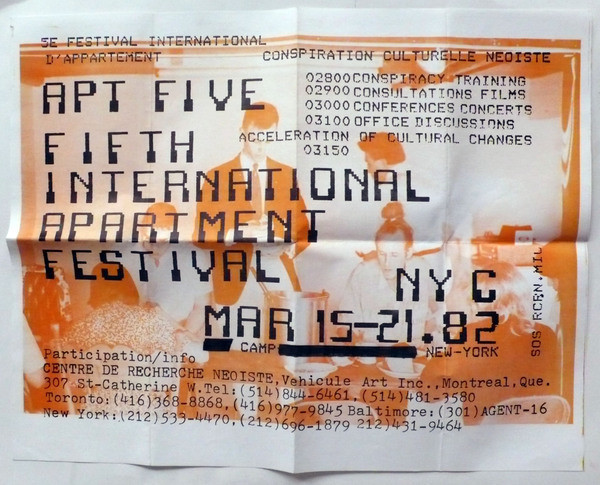 5E FESTIVAL INTERNATIONAL
D'APPARTEMENT
CONSPIRATION CULTURELLE NEOISTE
APT FIVE
02800 CONSPIRACY TRAINING
02900 CONSULTATIONS FILMS
03000 CONFERENCES CONCERTS
03100 OFFICE DISCUSSIONS
ACCELERATION OF CULTURAL CHANGES
03150
FIFTH
INTERNATIONAL
APARTMENT
FESTIVAL
NYC
MAR 15-21.82
CAMP
NEW-YORK
SOS RCRN.MILT
Participation/info
CENTRE DE RECHERCHE NEOISTE,Vehicule Art Inc.,Montreal,Que.
307 St-Catherine W.Tel:(514)844-6461,(514)481-3580
Toronto:(416)368-8868,(416)977-9845 Baltimore:(301)AGENT-16
New York:(212)533-4470,(212)696-1879 212)431-9464